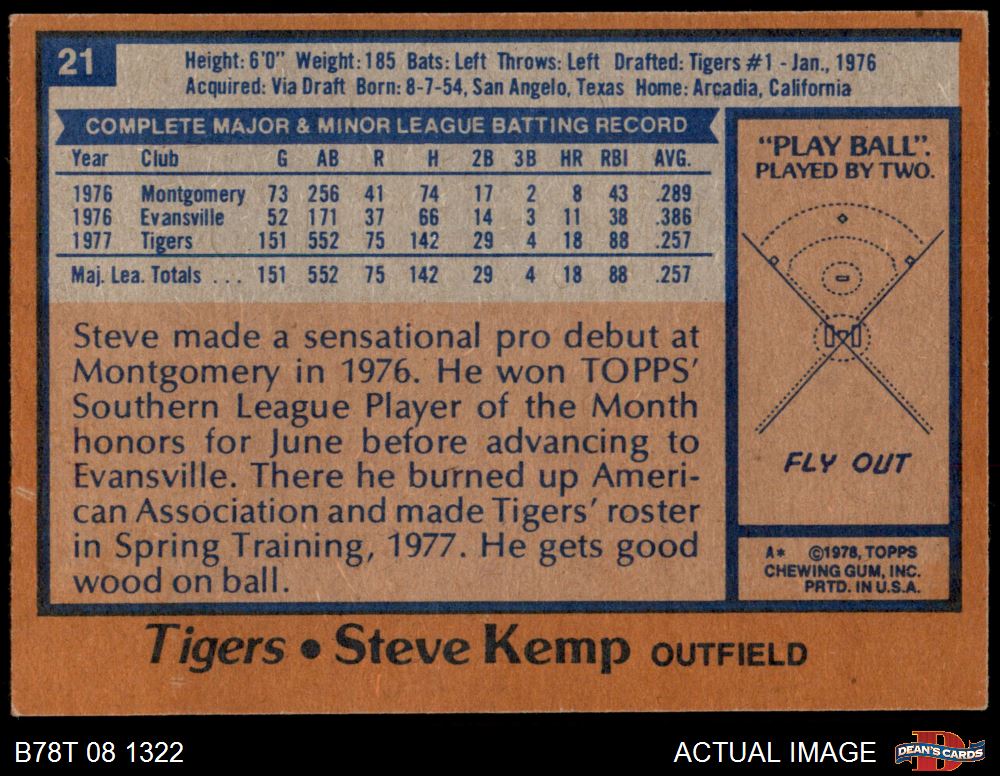 21
Height: 6'0" Weight: 185 Bats: Left Throws: Left Drafted: Tigers #1 - Jan., 1976
Acquired: Via Draft Born: 8-7-54, San Angelo, Texas Home: Arcadia, California
COMPLETE MAJOR & MINOR LEAGUE BATTING RECORD
Year Club G AB R H 2B 3B HR RBI AVG.
1976 Montgomery 73 256 41 74 17 2 8 43 .289
1976 Evansville 52 171 37 66 14 3 11 38 .386
1977 Tigers 151 552 75 142 29 4 18 88 .257
Maj. Lea. Totals ... 151 552 75 142 29 4 18 88 .257
Steve made a sensational pro debut at
Montgomery in 1976. He won TOPPS'
Southern League Player of the Month
honors for June before advancing to
Evansville. There he burned up Ameri-
can Association and made Tigers' roster
in Spring Training, 1977. He gets good
wood on ball.
"PLAY BALL".
PLAYED BY TWO.
FLY OUT
A* ©1978, TOPPS
CHEWING GUM, INC.
PRTD. IN U.S.A.
Tigers • Steve Kemp OUTFIELD
B78T 08 1322
ACTUAL IMAGE
DEAN'S CARDS